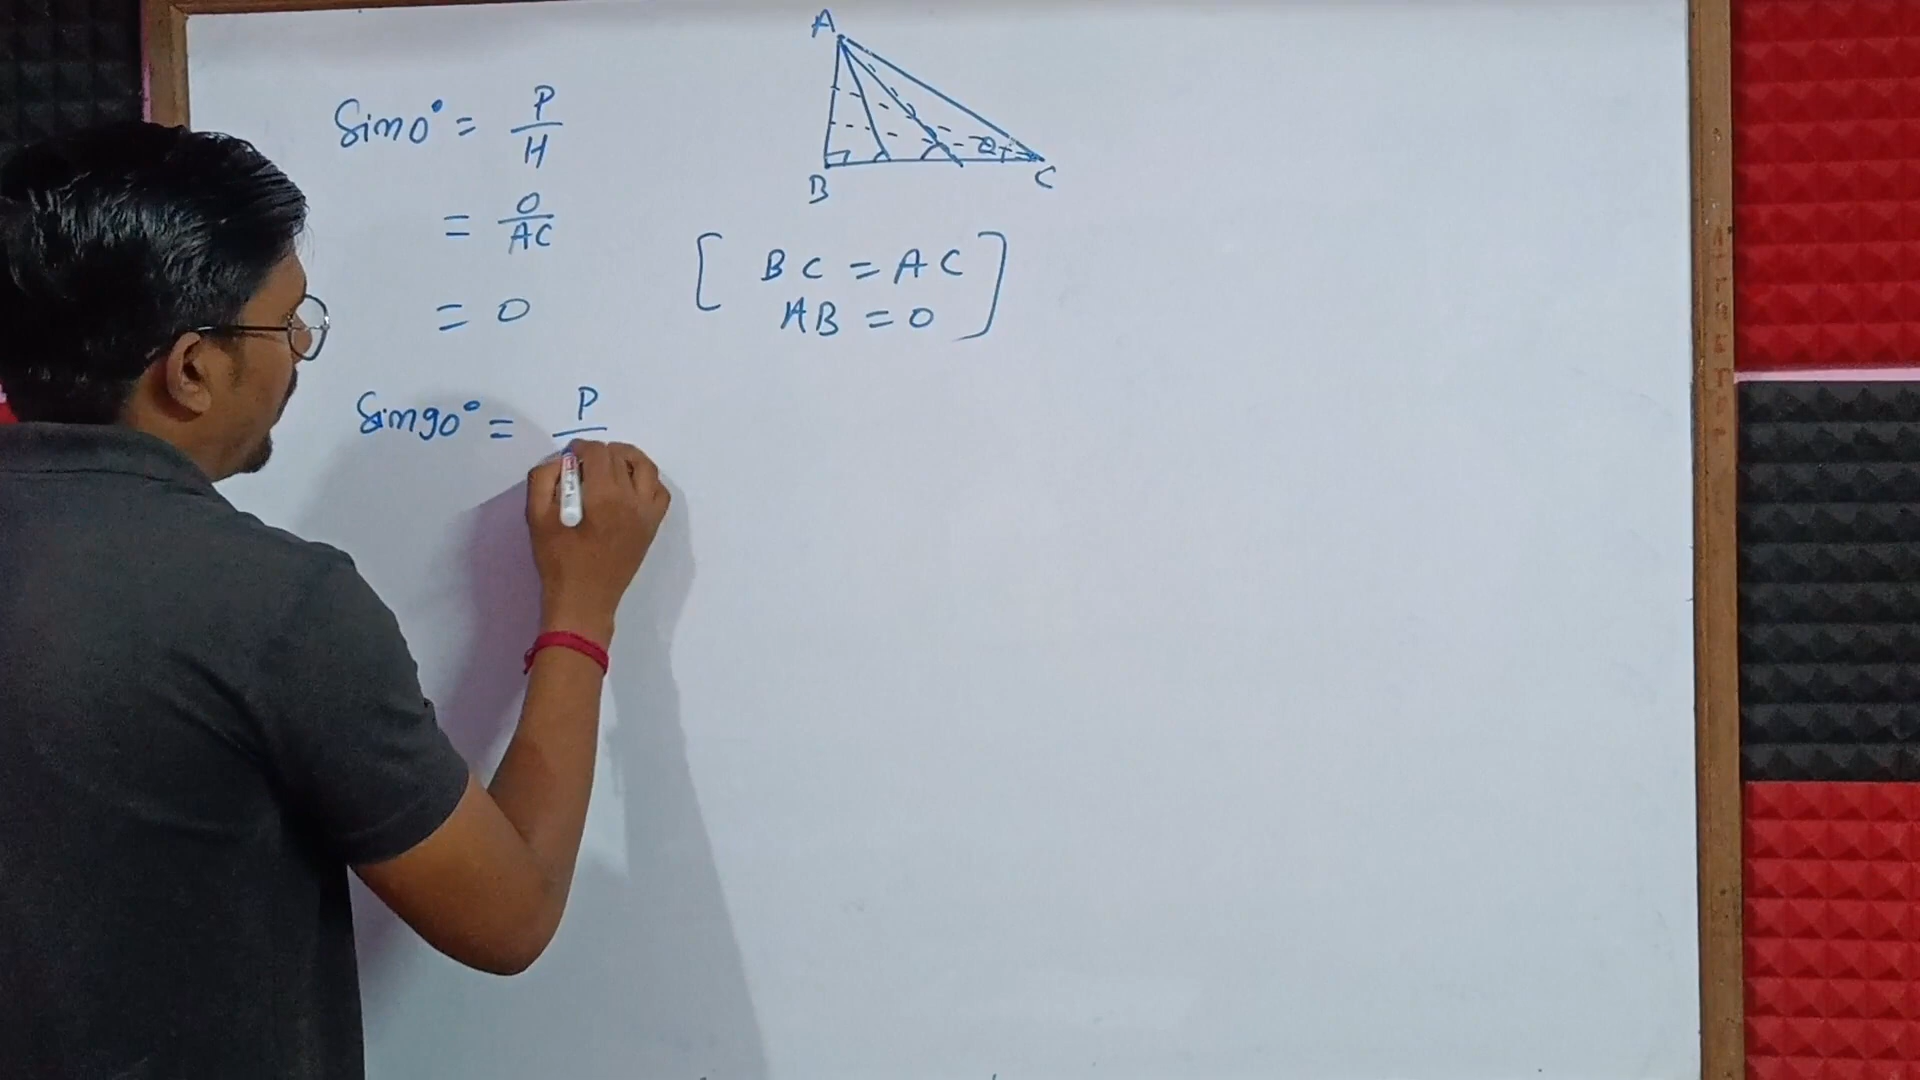 A
Sin0° = P/H
θ
B C
= 0/AC
[ BC = AC
AB = 0 ]
= 0
Sin90° = P/